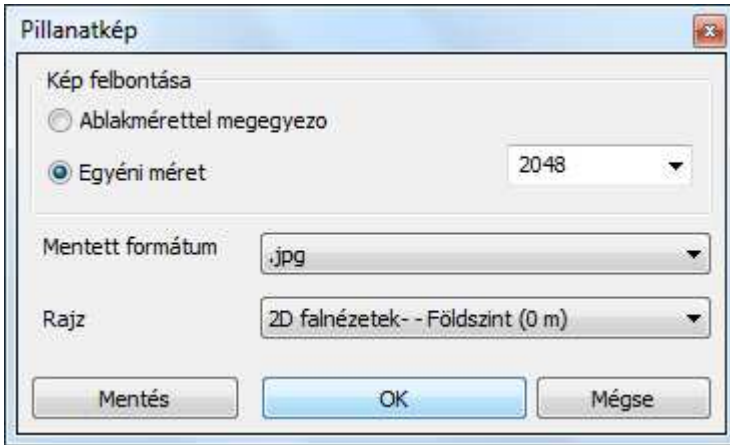 Pillanatkép
Kép felbontása
Ablakmérettel megegyezo
Egyéni méret 2048
Mentett formátum .jpg
Rajz 2D falnézetek- - Földszint (0 m)
Mentés OK Mégse